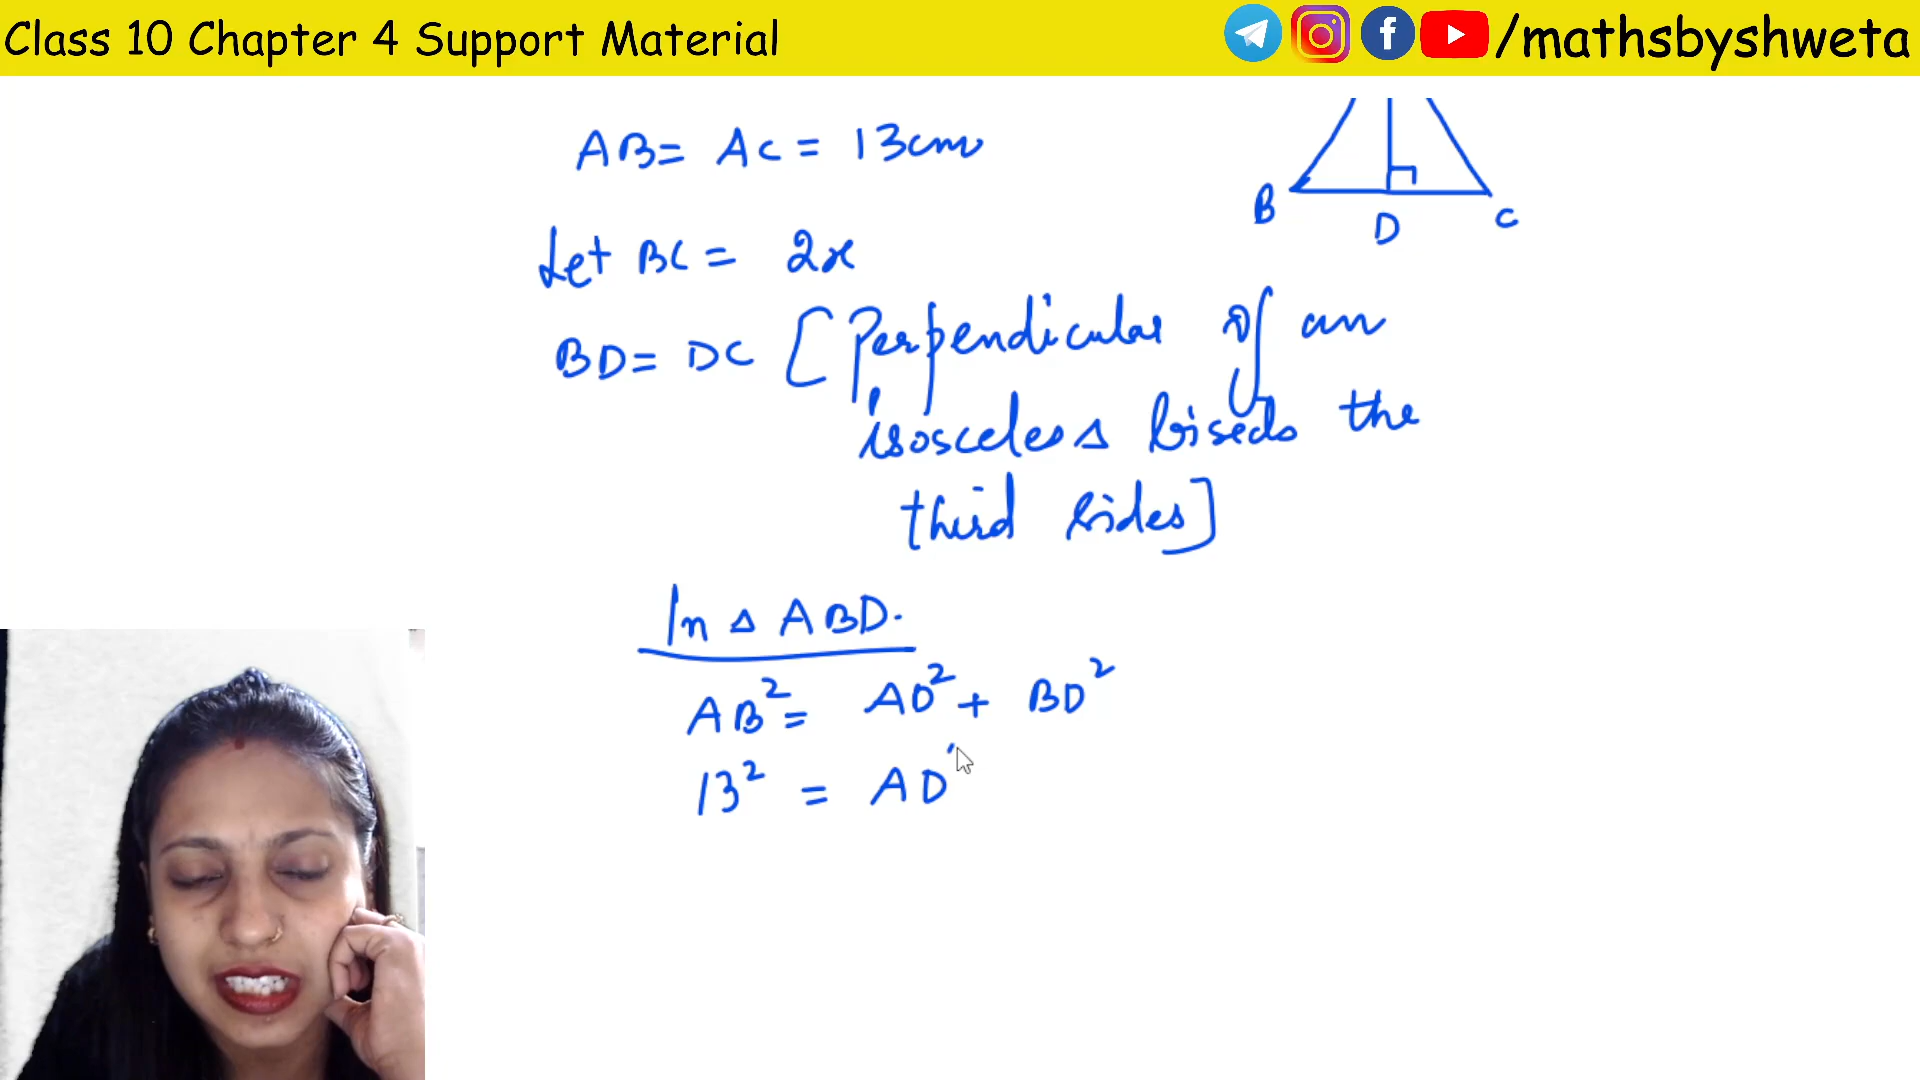 Class 10 Chapter 4 Support Material
/mathsbyshweta
AB = AC = 13cm
B
D
C
Let BC = 2x
BD = DC [Perpendicular of an
isosceles Δ bisects the
third sides]
In Δ ABD.
AB² = AD² + BD²
13² = AD